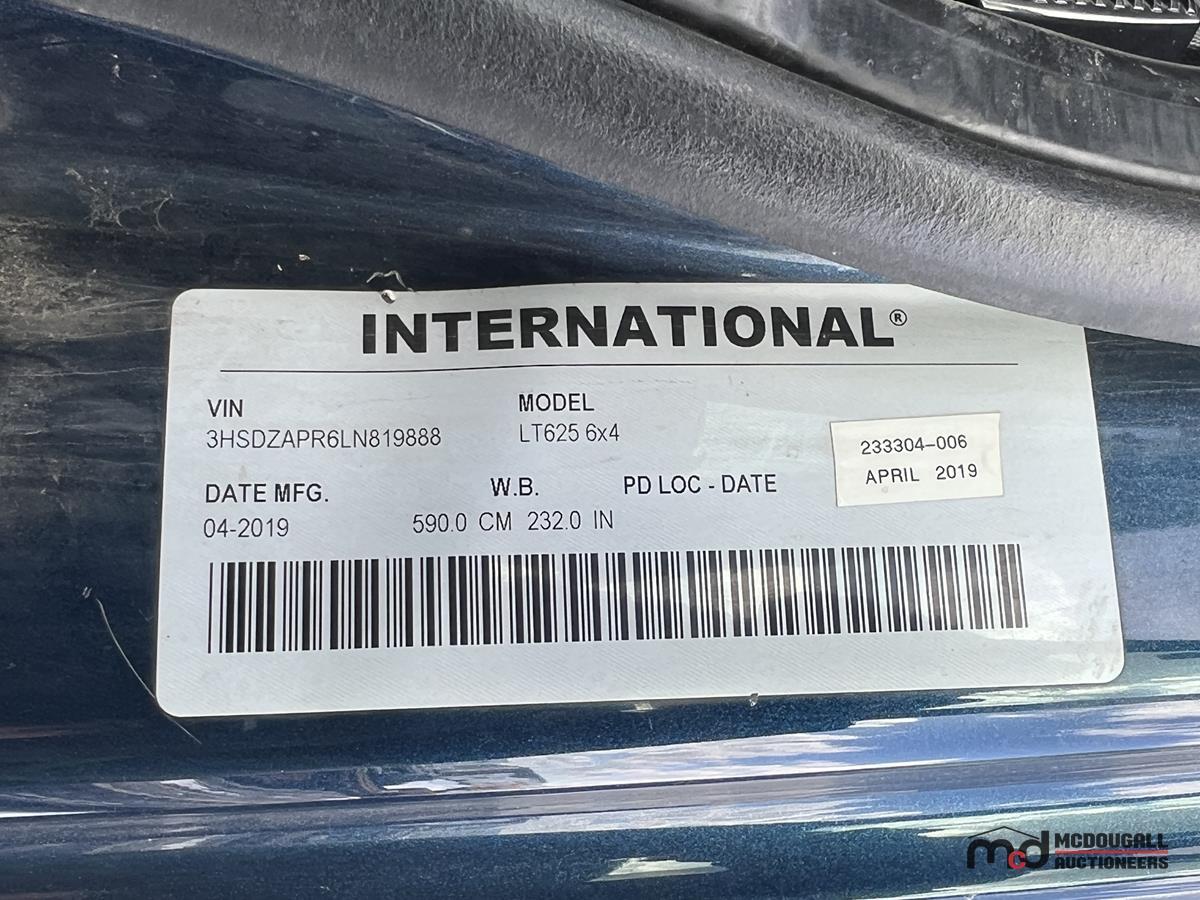 INTERNATIONAL®
VIN
3HSDZAPR6LN819888
MODEL
LT625 6x4
DATE MFG.
04-2019
W.B.
590.0 CM 232.0 IN
PD LOC - DATE
233304-006
APRIL 2019
mcd MCDOUGALL
AUCTIONEERS